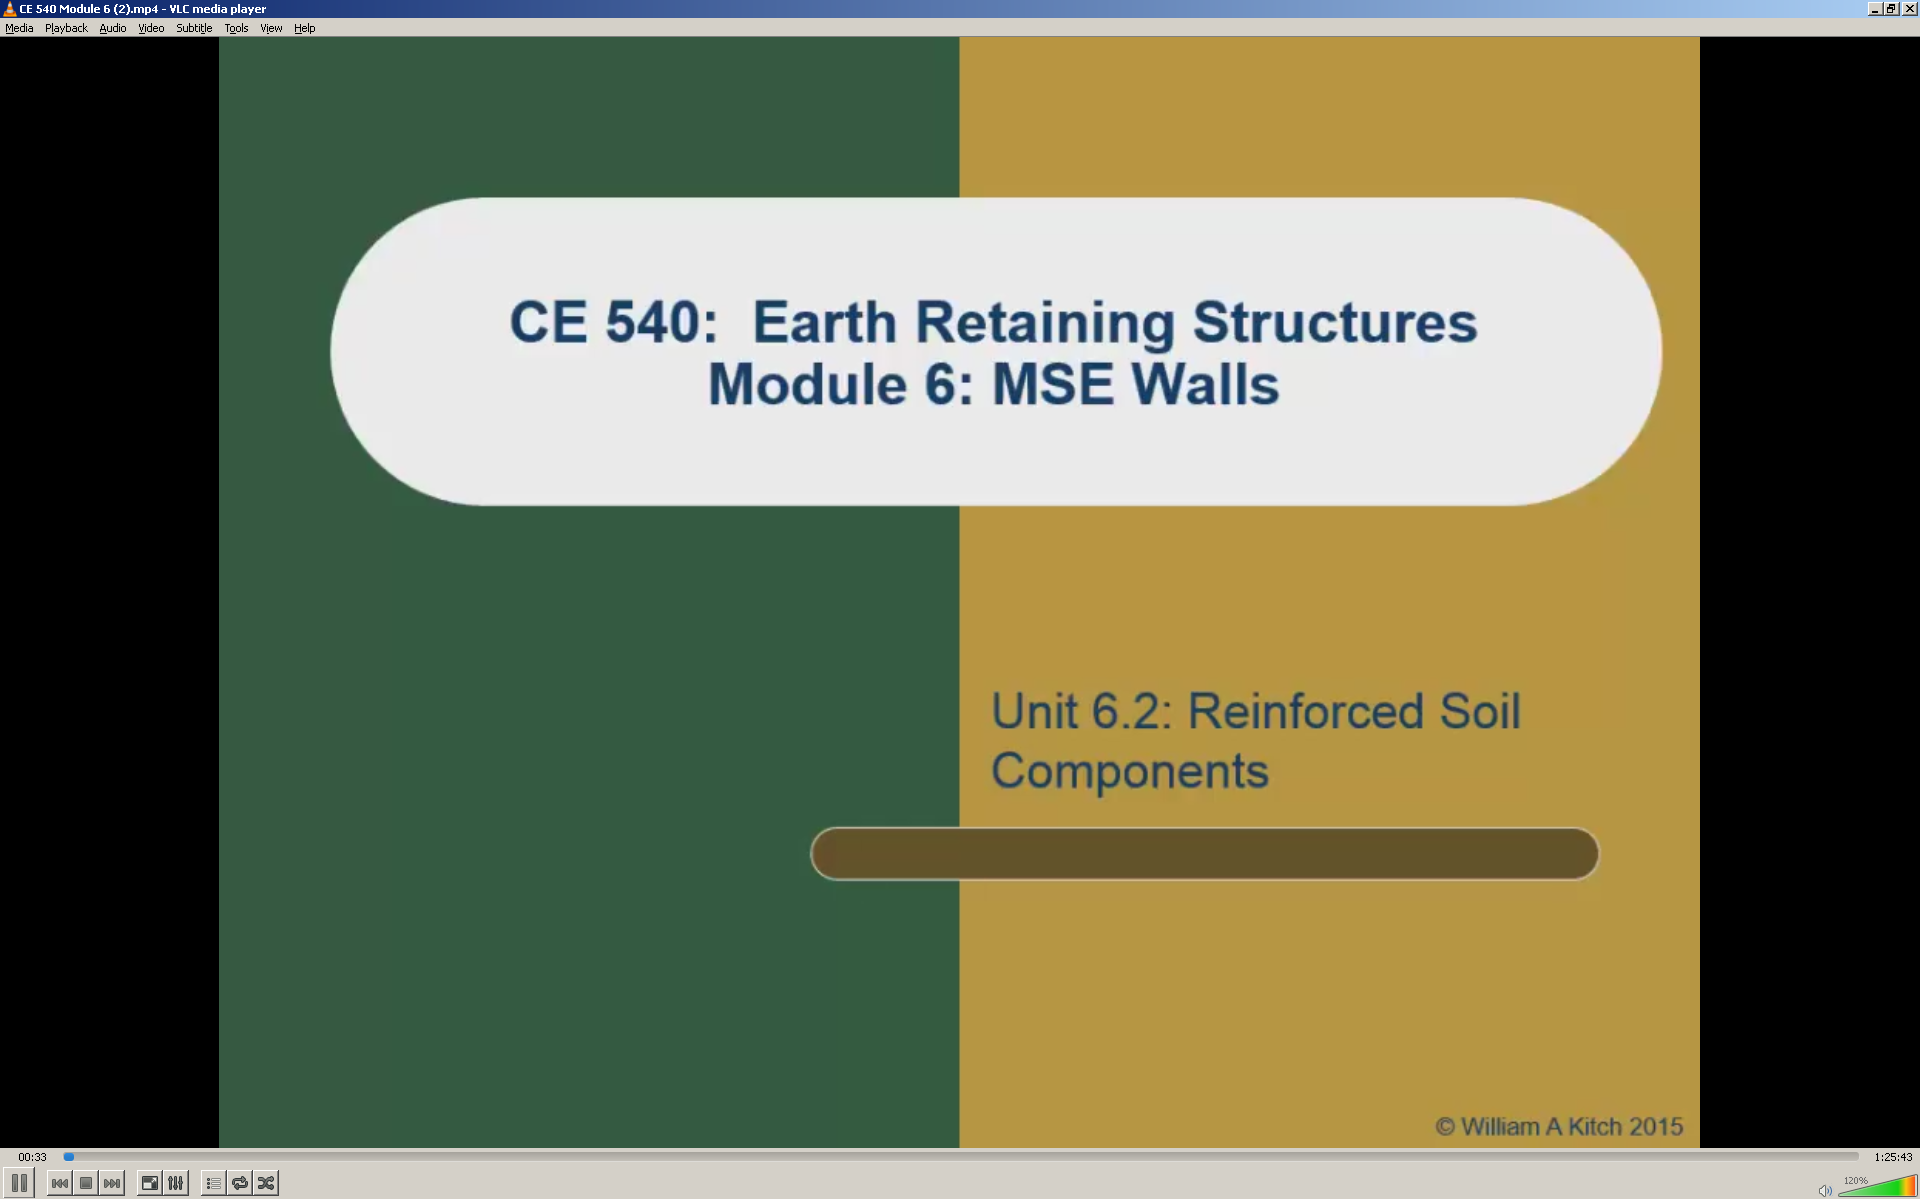 CE 540 Module 6 (2).mp4 - VLC media player
Media Playback Audio Video Subtitle Tools View Help
CE 540: Earth Retaining Structures
Module 6: MSE Walls
Unit 6.2: Reinforced Soil
Components
© William A Kitch 2015
00:33
1:25:43
120%